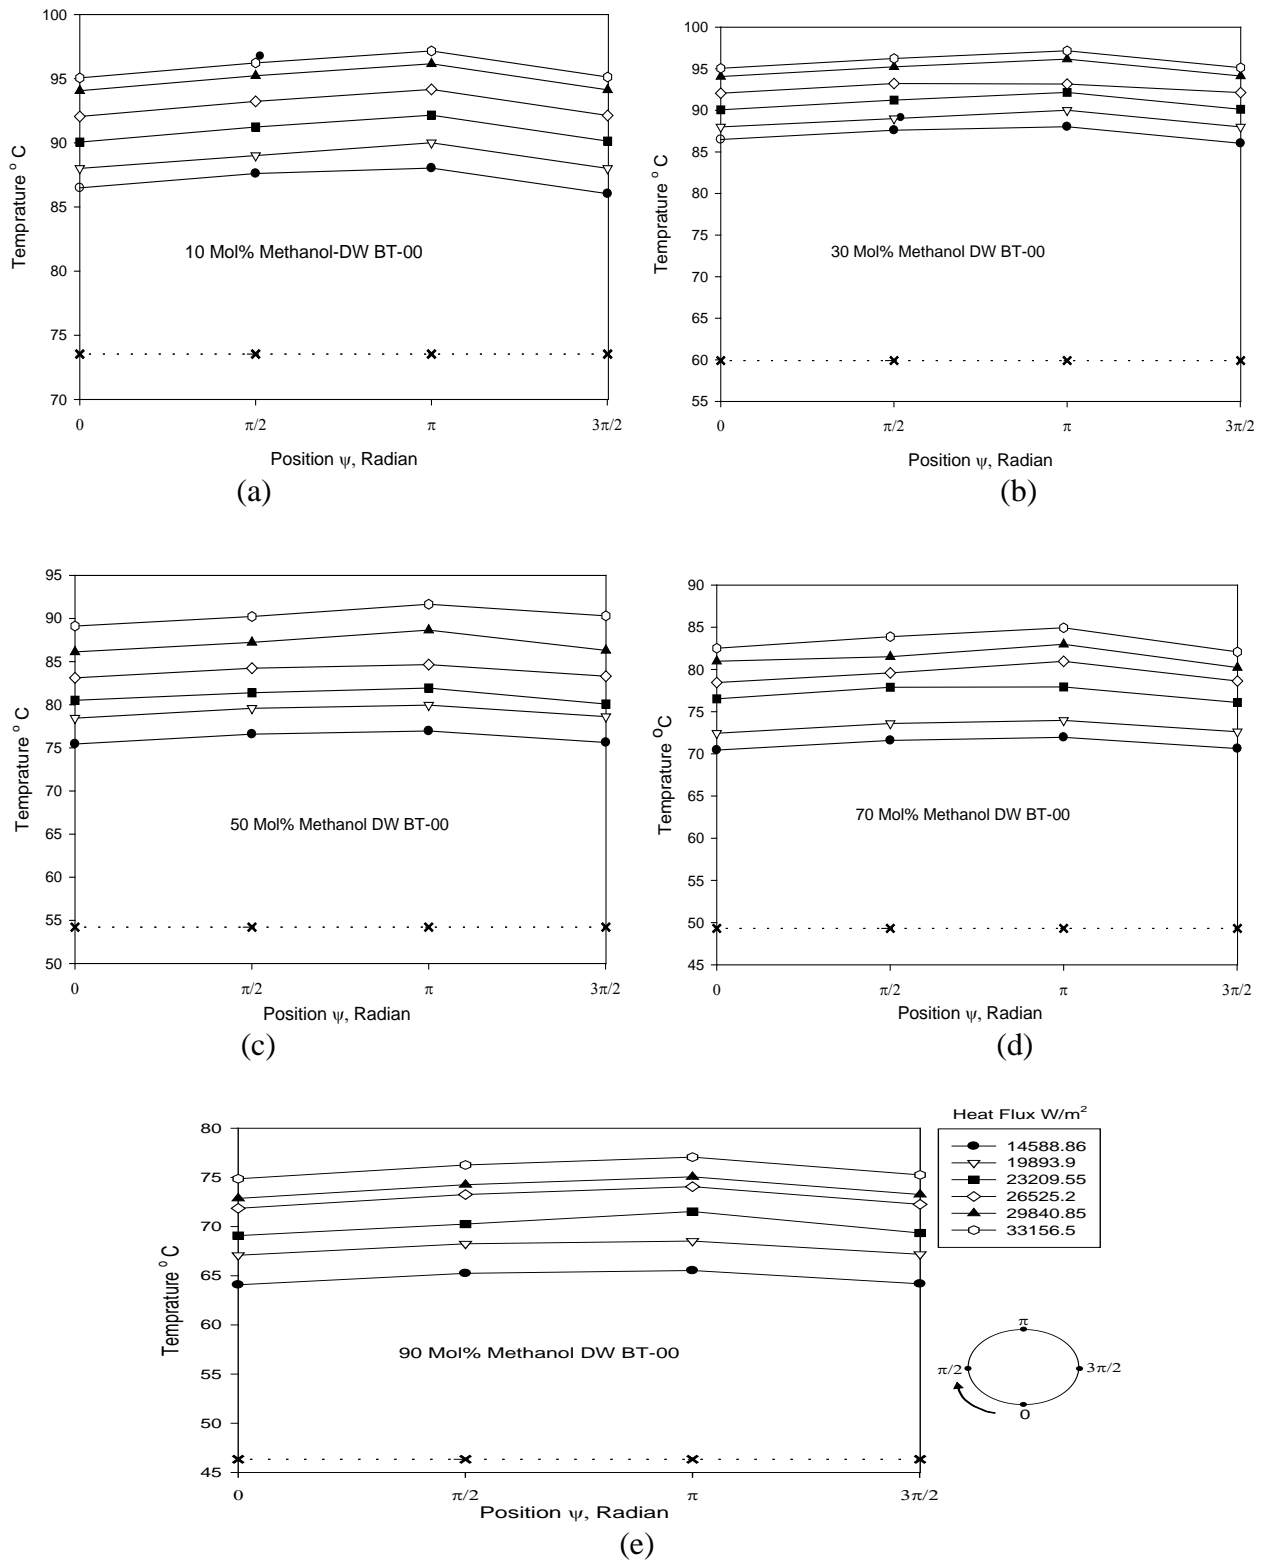 100
95
90
85
80
75
70
Temprature ° C
10 Mol% Methanol-DW BT-00
0 π/2 π 3π/2
Position ψ, Radian
(a)
100
95
90
85
80
75
70
65
60
55
Temprature ° C
30 Mol% Methanol DW BT-00
0 π/2 π 3π/2
Position ψ, Radian
(b)
95
90
85
80
75
70
65
60
55
50
Temprature ° C
50 Mol% Methanol DW BT-00
0 π/2 π 3π/2
Position ψ, Radian
(c)
90
85
80
75
70
65
60
55
50
45
Temprature °C
70 Mol% Methanol DW BT-00
0 π/2 π 3π/2
Position ψ, Radian
(d)
80
75
70
65
60
55
50
45
Temprature ° C
90 Mol% Methanol DW BT-00
0 π/2 π 3π/2
Position ψ, Radian
(e)
Heat Flux W/m²
14588.86
19893.9
23209.55
26525.2
29840.85
33156.5
π
π/2 3π/2
0